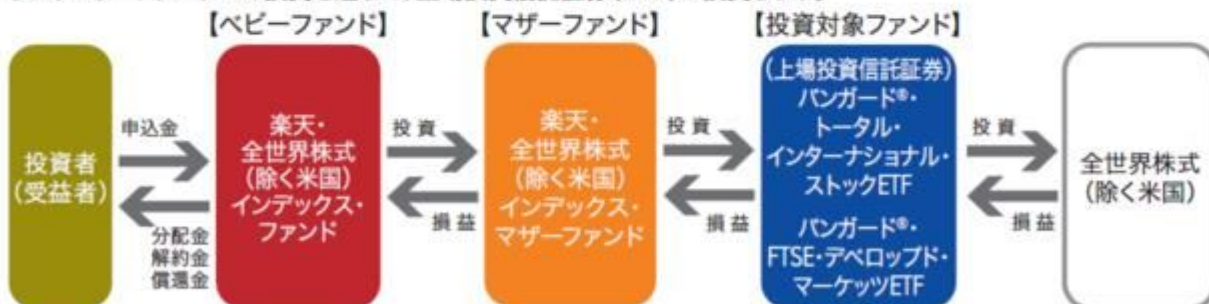 【ベビーファンド】
【マザーファンド】
【投資対象ファンド】
投資者
(受益者)
申込金
分配金
解約金
償還金
楽天・
全世界株式
(除く米国)
インデックス・
ファンド
投資
損益
楽天・
全世界株式
(除く米国)
インデックス・
マザーファンド
投資
損益
(上場投資信託証券)
バンガード®・
トータル・
インターナショナル・
ストックETF
バンガード®・
FTSE・デベロップド・
マーケッツETF
投資
損益
全世界株式
(除く米国)